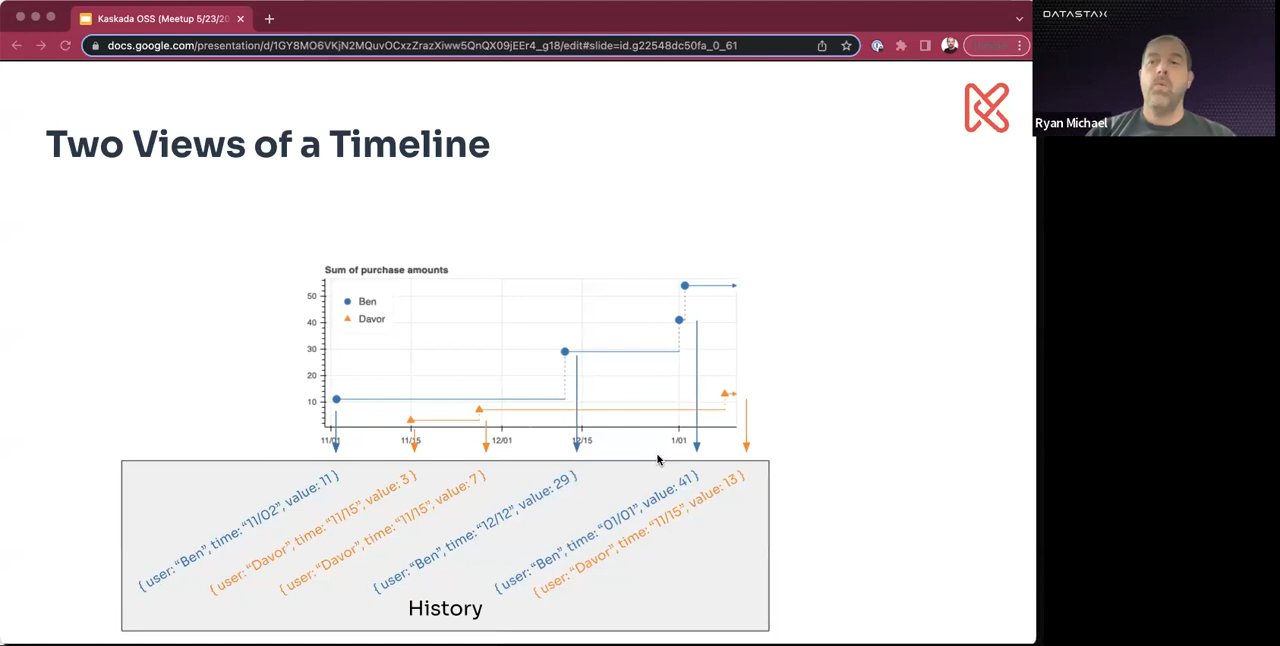 Kaskada OSS (Meetup 5/23/20
docs.google.com/presentation/d/1GY8MO6VKjN2MQuvOCxzZrazXiww5QnQX09jEEr4_g18/edit#slide=id.g22548dc50fa_0_61
DATASTAX
Ryan Michael
Two Views of a Timeline
Sum of purchase amounts
Ben
Davor
50
40
30
20
10
11/01
11/15
12/01
12/15
1/01
{ user: “Ben”, time: “11/02”, value: 11 }
{ user: “Davor”, time: “11/15”, value: 3 }
{ user: “Davor”, time: “11/15”, value: 7 }
{ user: “Ben”, time: “12/12”, value: 29 }
{ user: “Ben”, time: “01/01”, value: 41 }
{ user: “Davor”, time: “11/15”, value: 13 }
History